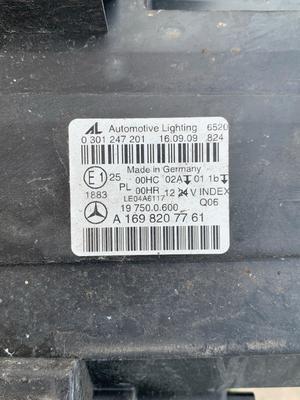 AL Automotive Lighting 6520
0 301 247 201 16.09.09 824
Made in Germany
E1 25 00HC 02A 01 1b
PL 00HR 12 24 V INDEX
1883 LE04A6117 Q06
19 750.0.600
A 169 820 77 61